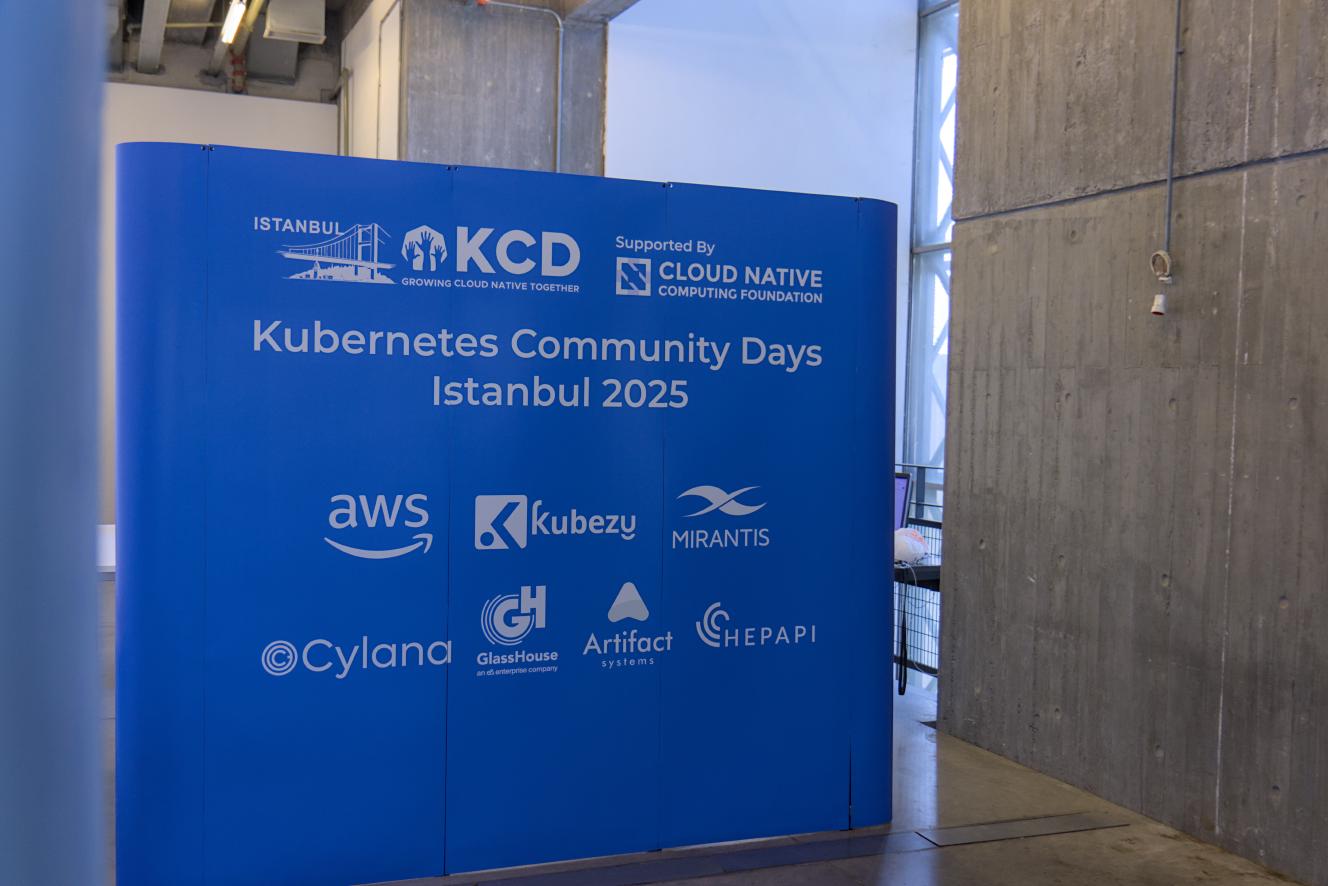 ISTANBUL
KCD
GROWING CLOUD NATIVE TOGETHER
Supported By
CLOUD NATIVE
COMPUTING FOUNDATION
Kubernetes Community Days
Istanbul 2025
aws
kubezy
MIRANTIS
Cylana
GH
GlassHouse
an e& enterprise company
Artifact
systems
HEPAPI